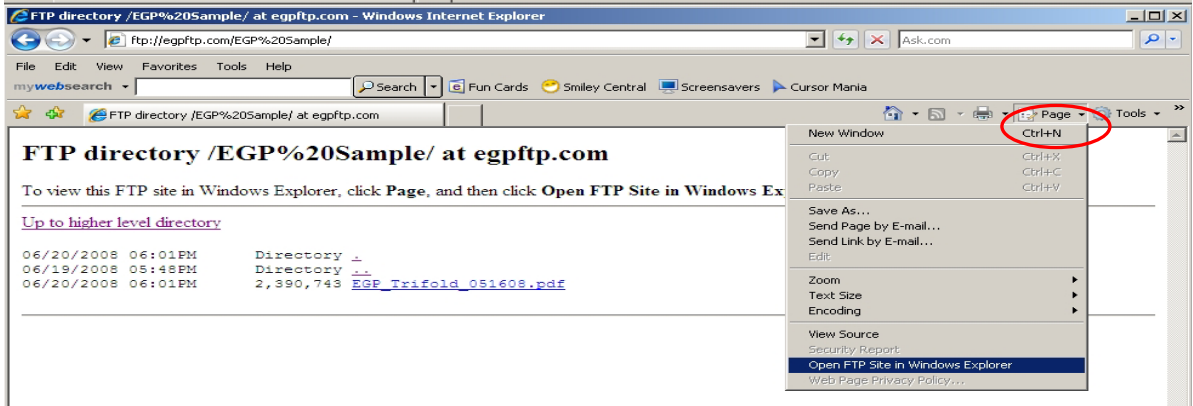 FTP directory /EGP%20Sample/ at egpftp.com - Windows Internet Explorer
ftp://egpftp.com/EGP%20Sample/
Ask.com
File Edit View Favorites Tools Help
mywebsearch Search Fun Cards Smiley Central Screensavers Cursor Mania
FTP directory /EGP%20Sample/ at egpftp.com Page Tools »
FTP directory /EGP%20Sample/ at egpftp.com
To view this FTP site in Windows Explorer, click Page, and then click Open FTP Site in Windows Ex
Up to higher level directory
06/20/2008 06:01PM Directory .
06/19/2008 05:48PM Directory ..
06/20/2008 06:01PM 2,390,743 EGP_Trifold_051608.pdf
New Window Ctrl+N
Cut Ctrl+X
Copy Ctrl+C
Paste Ctrl+V
Save As...
Send Page by E-mail...
Send Link by E-mail...
Edit
Zoom
Text Size
Encoding
View Source
Security Report
Open FTP Site in Windows Explorer
Web Page Privacy Policy...